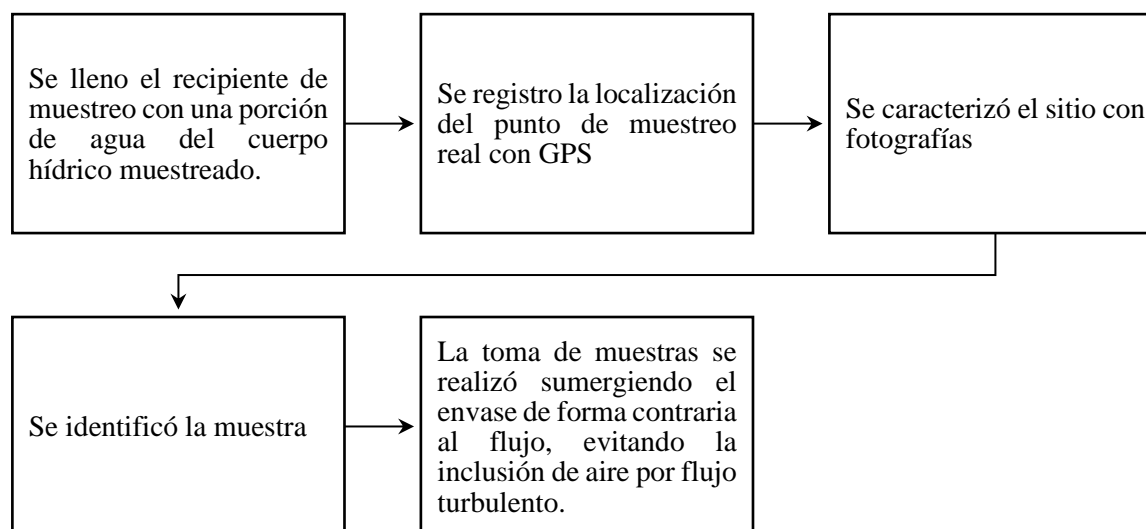 Se lleno el recipiente de
muestreo con una porción
de agua del cuerpo
hídrico muestreado.
Se registro la localización
del punto de muestreo
real con GPS
Se caracterizó el sitio con
fotografías
Se identificó la muestra
La toma de muestras se
realizó sumergiendo el
envase de forma contraria
al flujo, evitando la
inclusión de aire por flujo
turbulento.